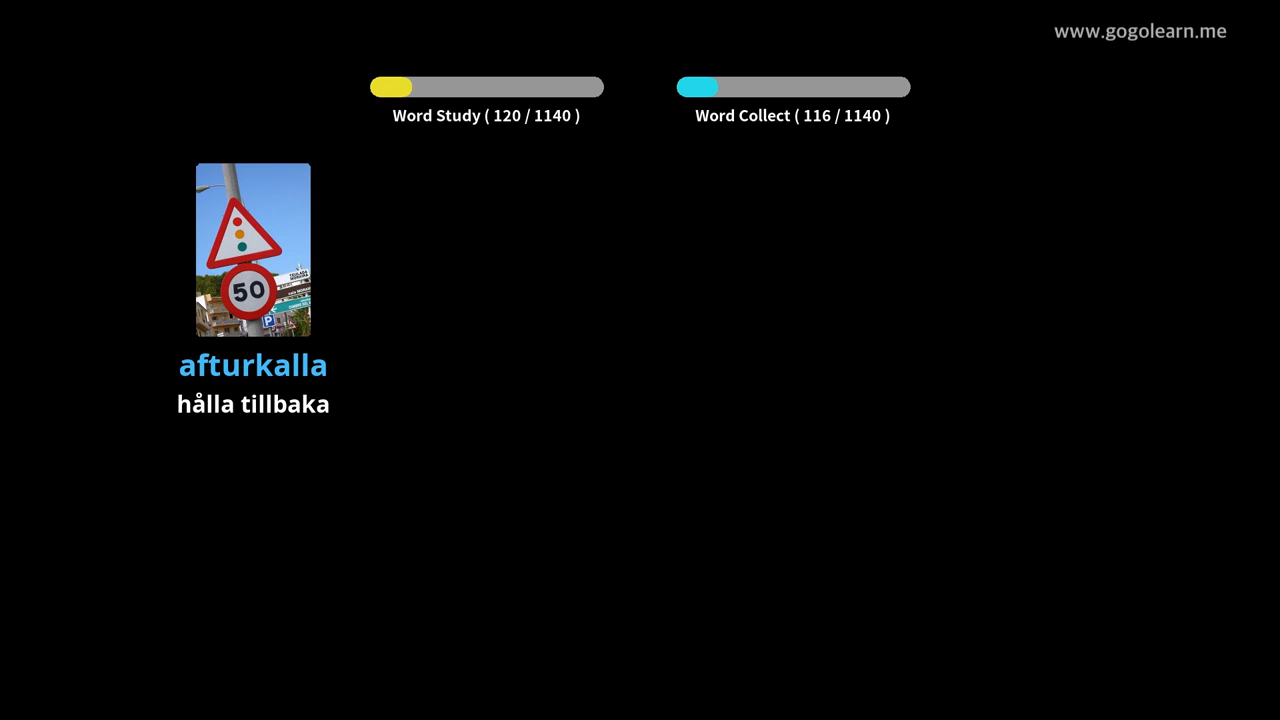 www.gogolearn.me
Word Study ( 120 / 1140 )
Word Collect ( 116 / 1140 )
50
P
afturkalla
hålla tillbaka